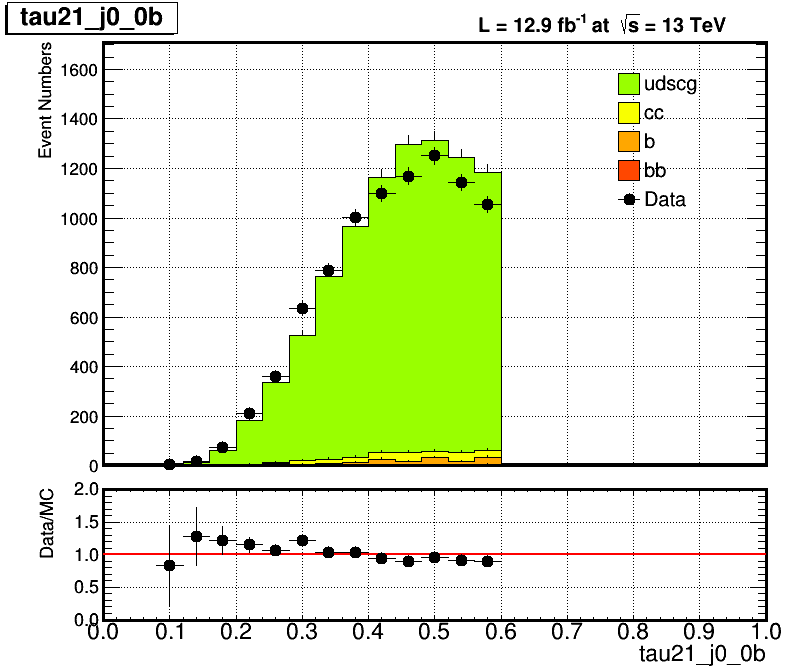 tau21_j0_0b
L = 12.9 fb-1 at √s = 13 TeV
Event Numbers
1600
1400
1200
1000
800
600
400
200
0
udscg
cc
b
bb
Data
Data/MC
2.0
1.5
1.0
0.5
0.0
0.0 0.1 0.2 0.3 0.4 0.5 0.6 0.7 0.8 0.9 1.0
tau21_j0_0b